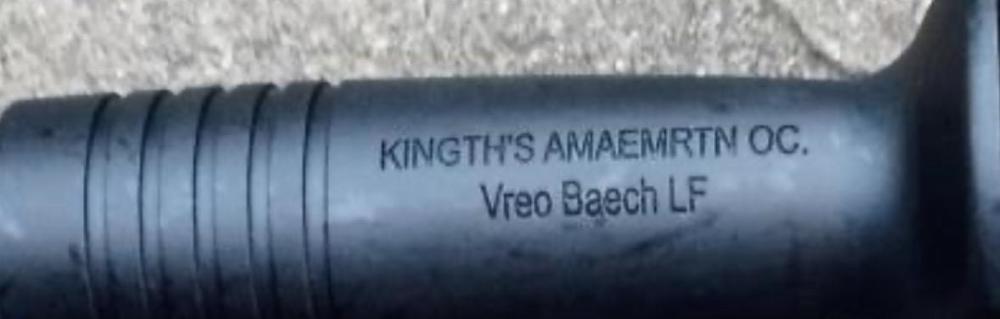 KINGTH'S AMAEMRTN OC.
Vreo Baech LF